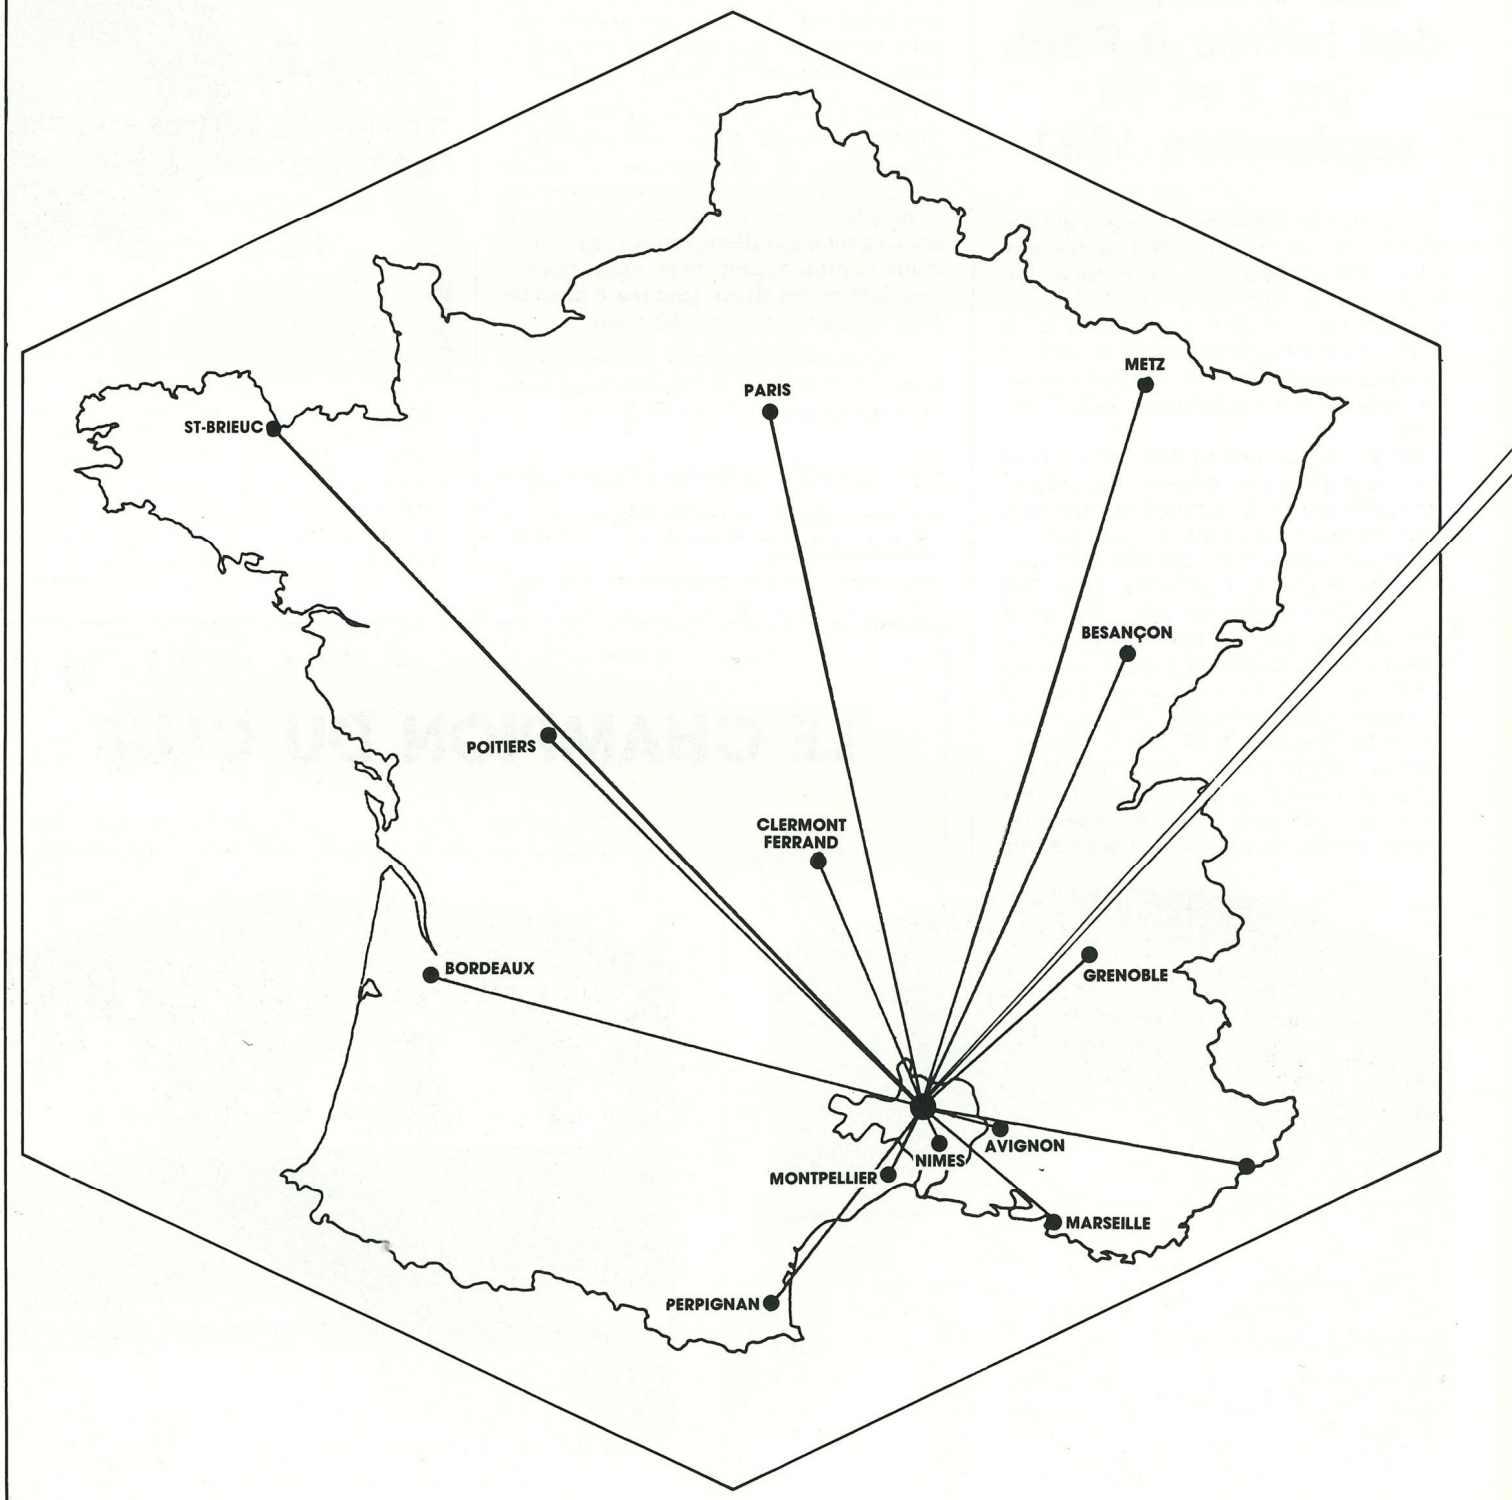 METZ
PARIS
ST-BRIEUC
BESANÇON
POITIERS
CLERMONT
FERRAND
BORDEAUX
GRENOBLE
AVIGNON
NIMES
MONTPELLIER
MARSEILLE
PERPIGNAN